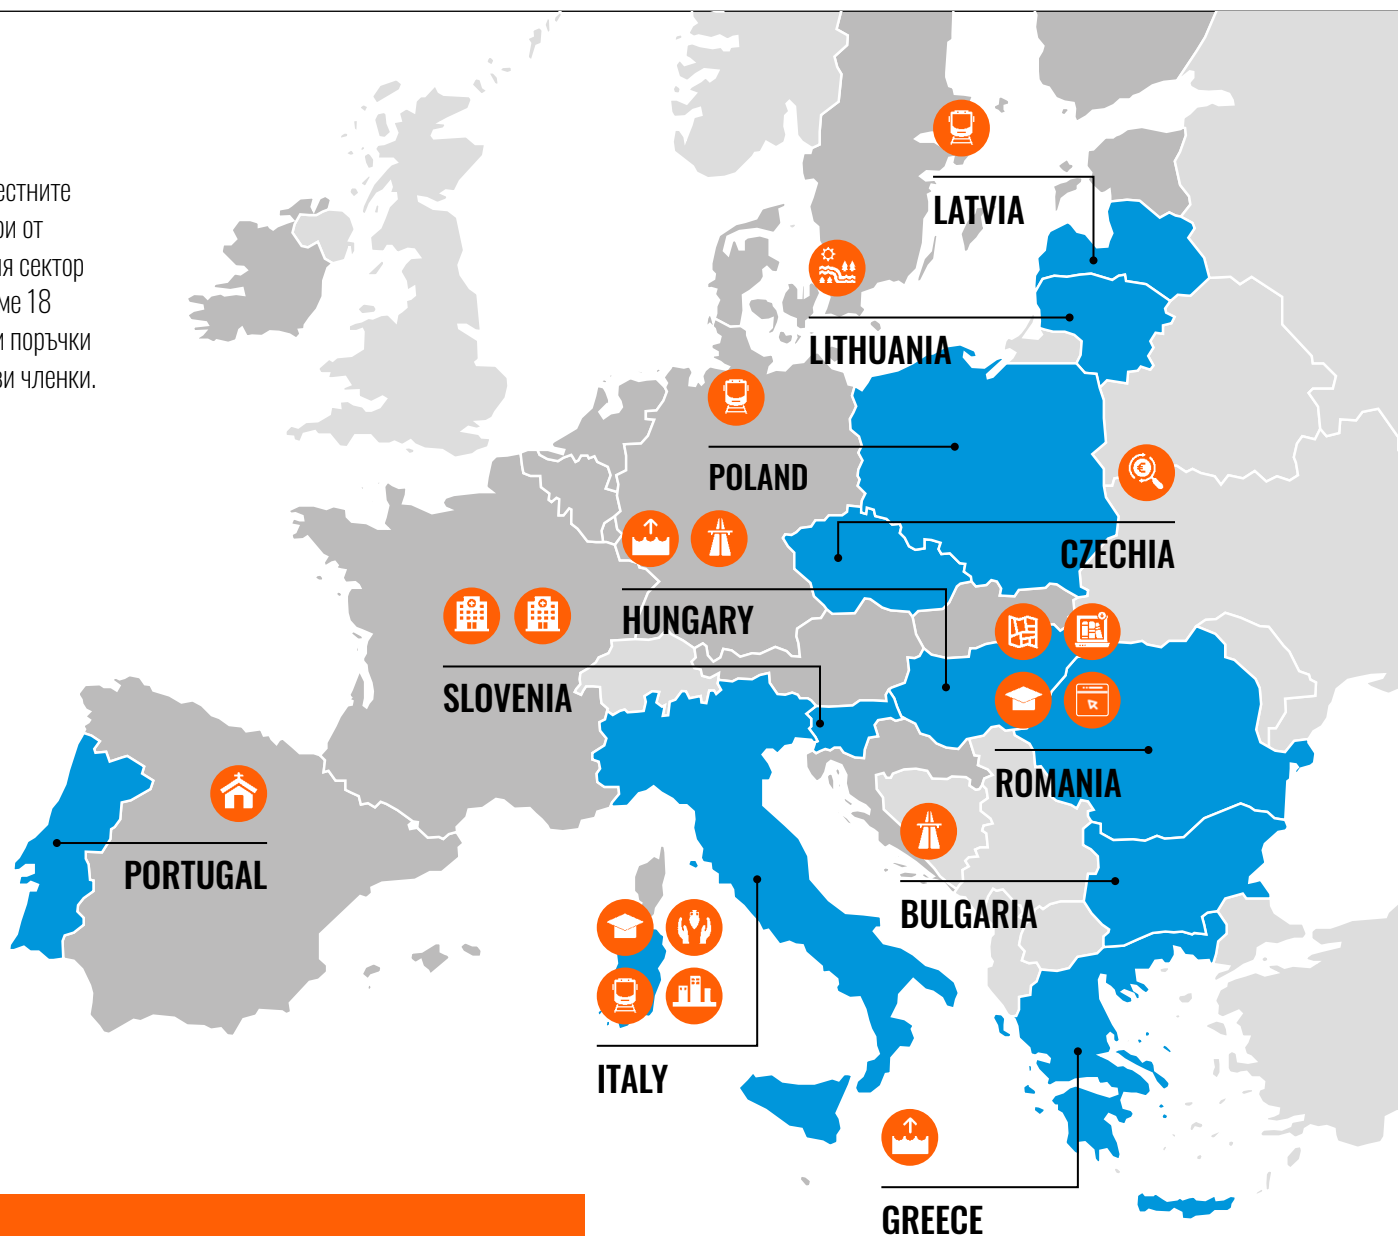 естните
ри от
ия сектор
ме 18
и поръчки
ви членки.
LATVIA
LITHUANIA
POLAND
CZECHIA
HUNGARY
SLOVENIA
ROMANIA
PORTUGAL
BULGARIA
ITALY
GREECE